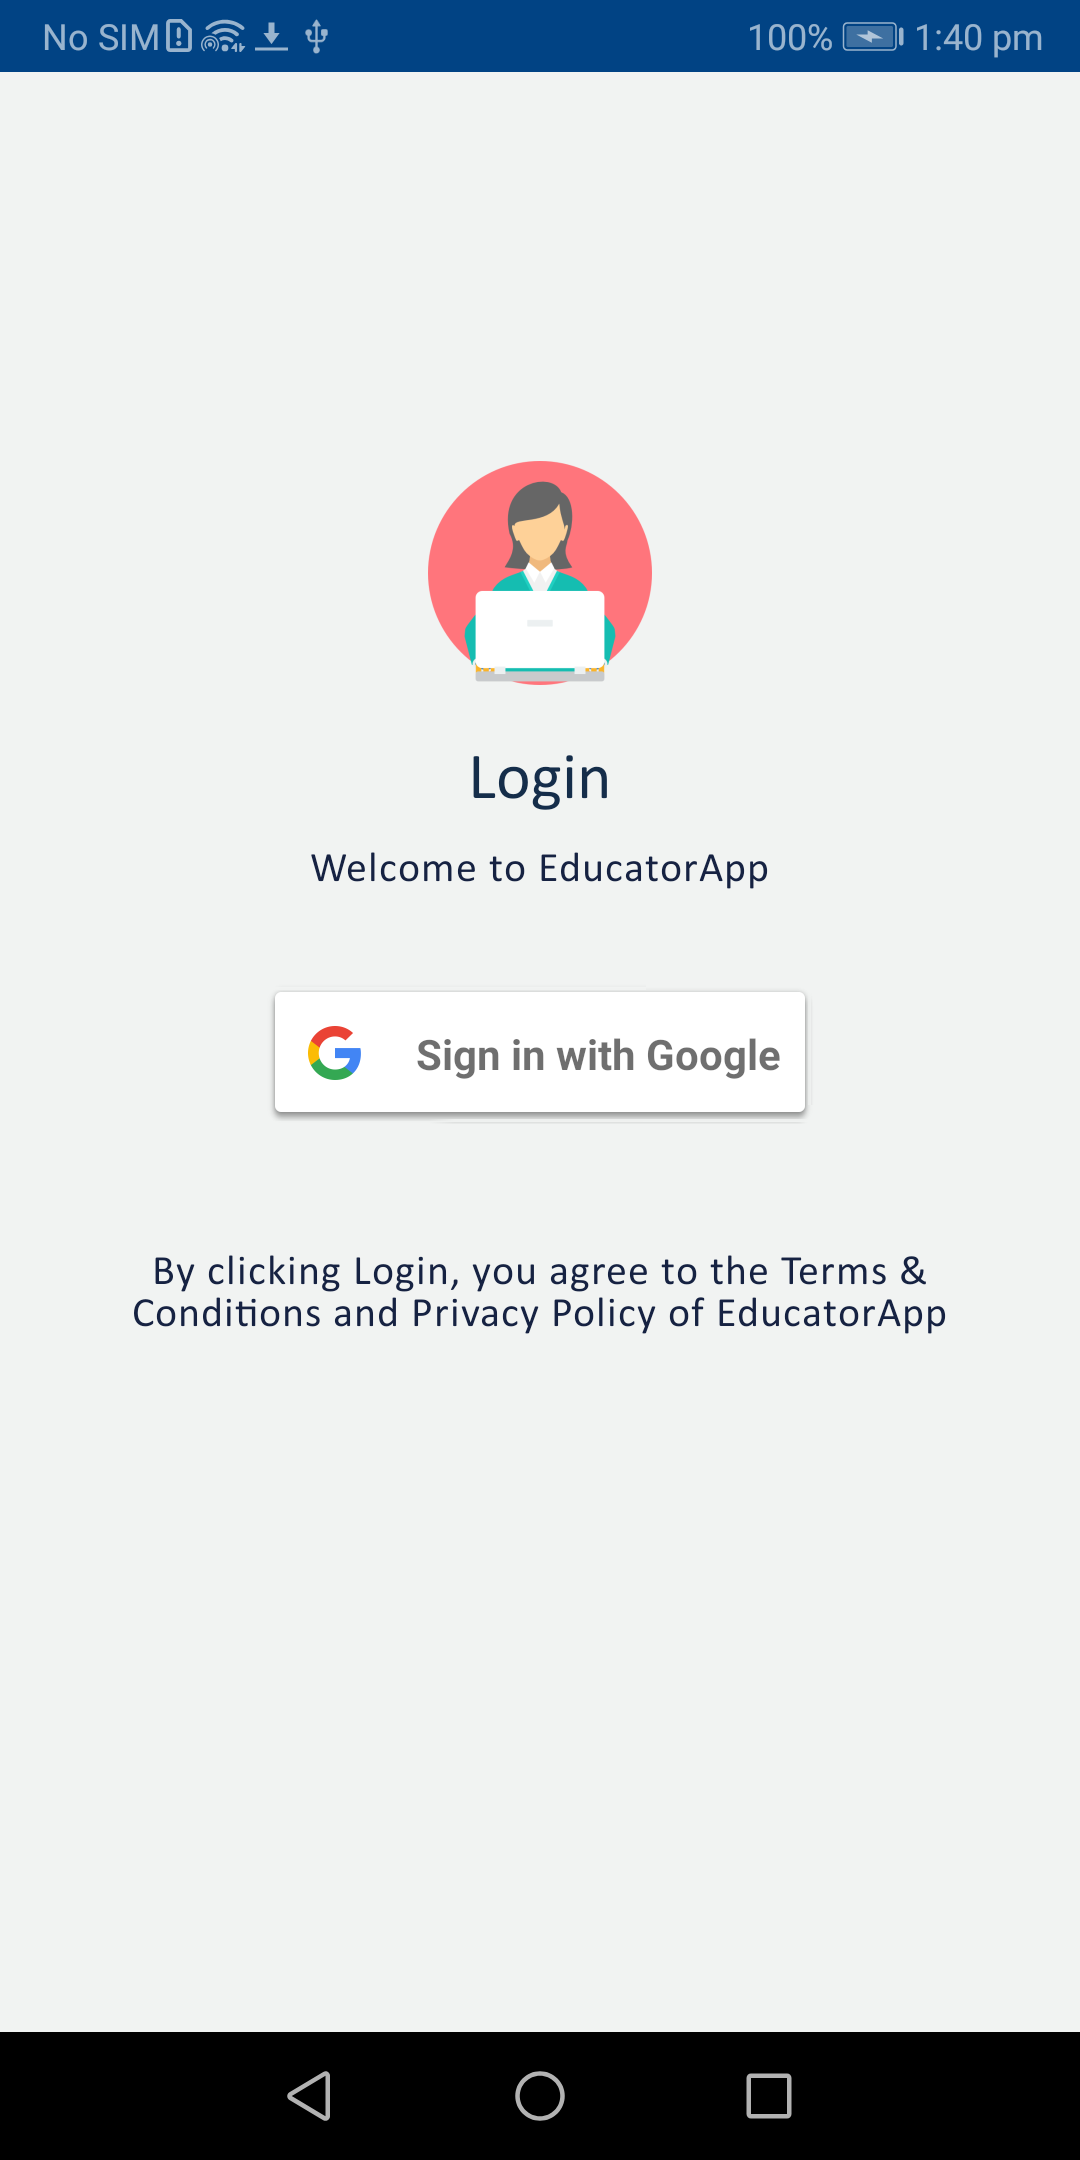 No SIM 100% 1:40 pm
Login
Welcome to EducatorApp
Sign in with Google
By clicking Login, you agree to the Terms &
Conditions and Privacy Policy of EducatorApp